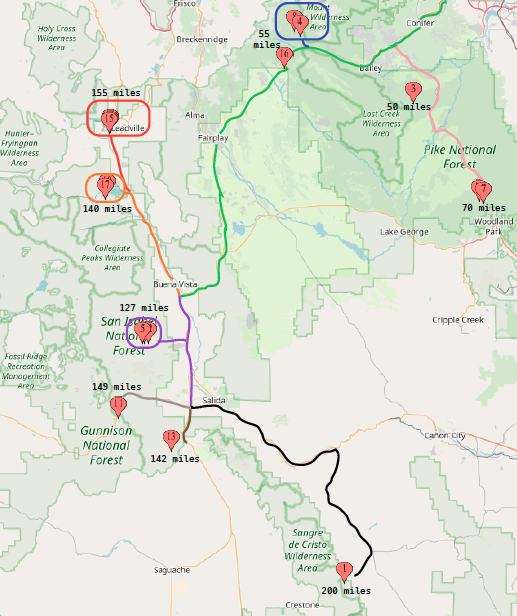 Frisco
Holy Cross
Wilderness
Area
Breckenridge
Mount
Wilderness
Area
4
Conifer
55
miles
16
Bailey
155 miles
15
Leadville
3
50 miles
Alma
Fairplay
Lost Creek
Wilderness
Area
Hunter-
Fryingpan
Wilderness
Area
Pike National
Forest
17
140 miles
7
70 miles
Woodland
Park
Lake George
Collegiate
Peaks Wilderness
Area
Buena Vista
127 miles
San Isabel
National
Forest
5
Cripple Creek
Fossil Ridge
Recreation
Management
Area
149 miles
Salida
Gunnison
National
Forest
13
142 miles
Cañon City
Sangre
de Cristo
Wilderness
Area
Saguache
1
200 miles
Crestone